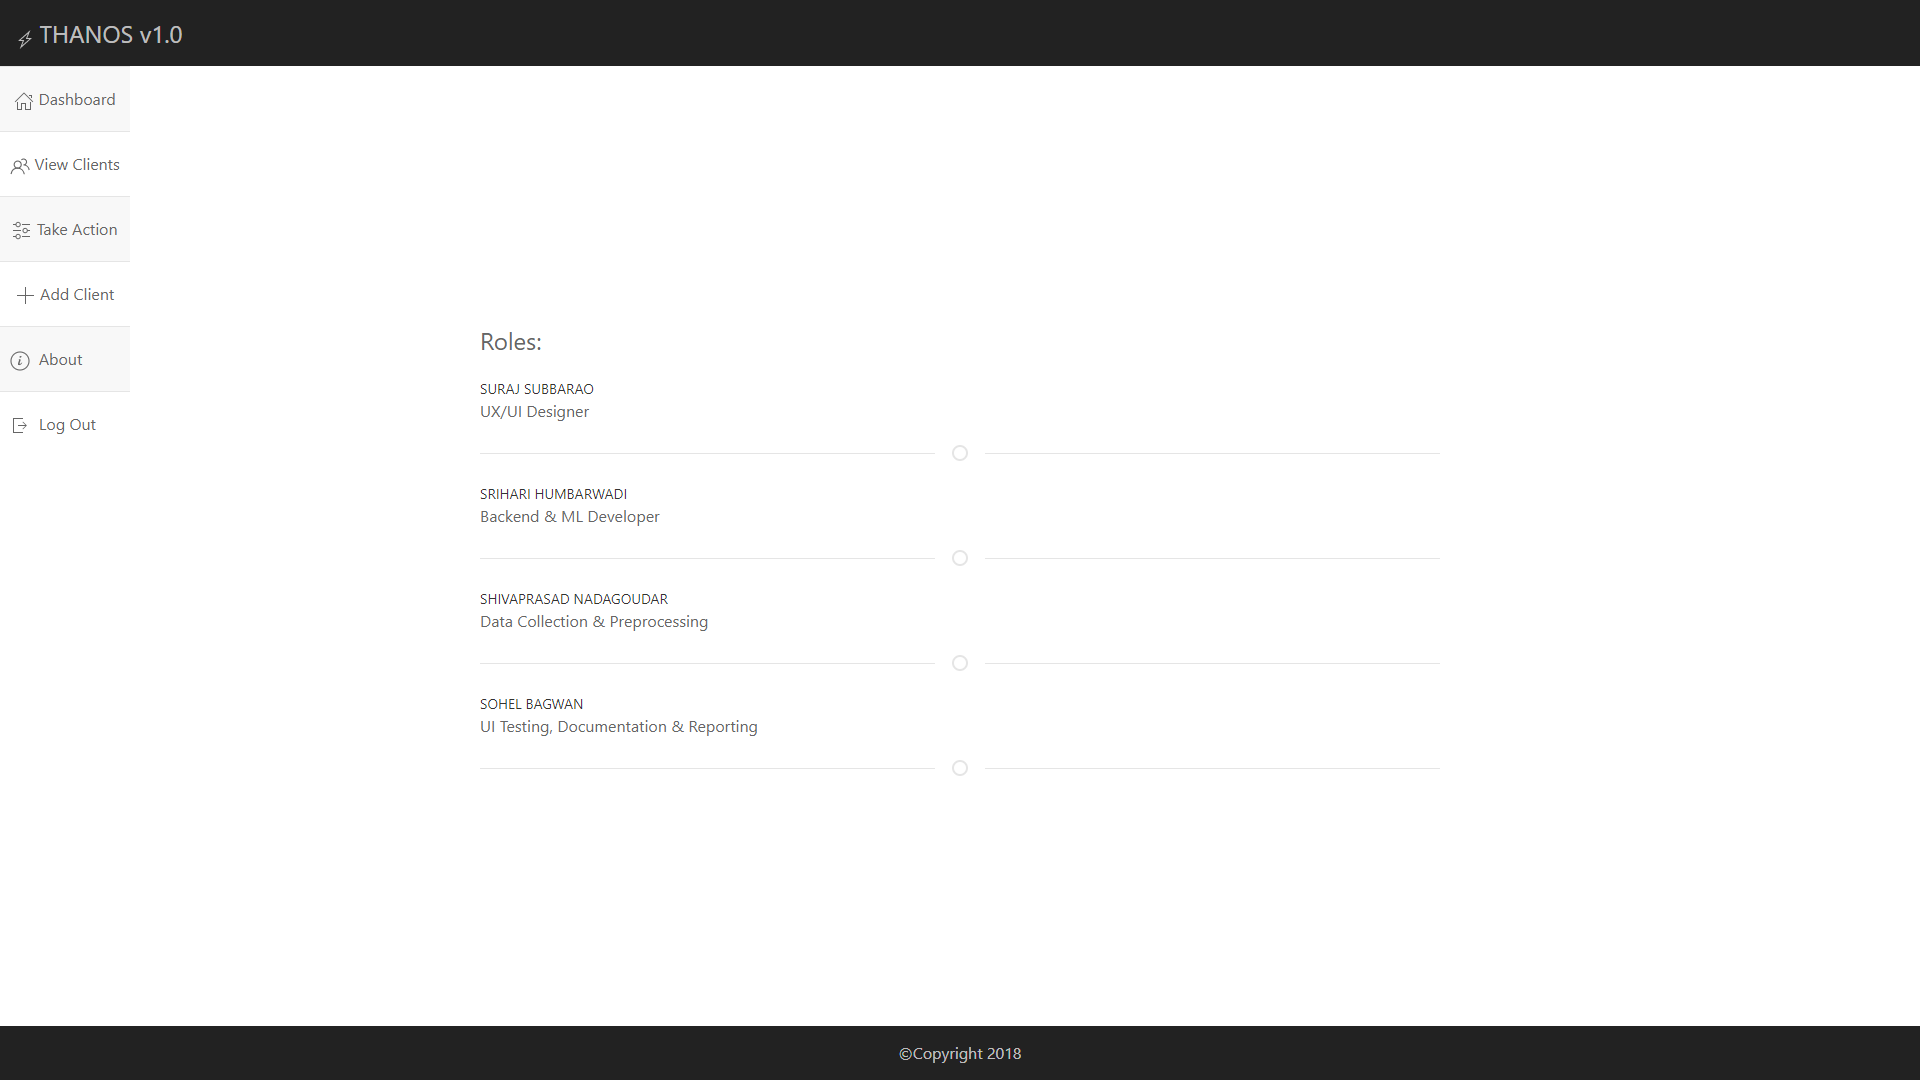 THANOS v1.0
Dashboard
View Clients
Take Action
Add Client
About
Log Out
Roles:
SURAJ SUBBARAO
UX/UI Designer
SRIHARI HUMBARWADI
Backend & ML Developer
SHIVAPRASAD NADAGOUDAR
Data Collection & Preprocessing
SOHEL BAGWAN
UI Testing, Documentation & Reporting
©Copyright 2018